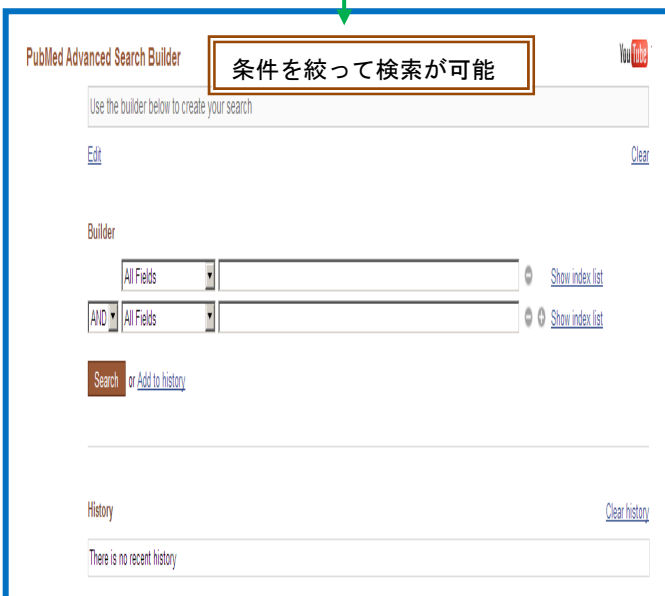 PubMed Advanced Search Builder
条件を絞って検索が可能
You Tube
Use the builder below to create your search
Edit
Clear
Builder
All Fields
Show index list
AND All Fields
Show index list
Search or Add to history
History
Clear history
There is no recent history